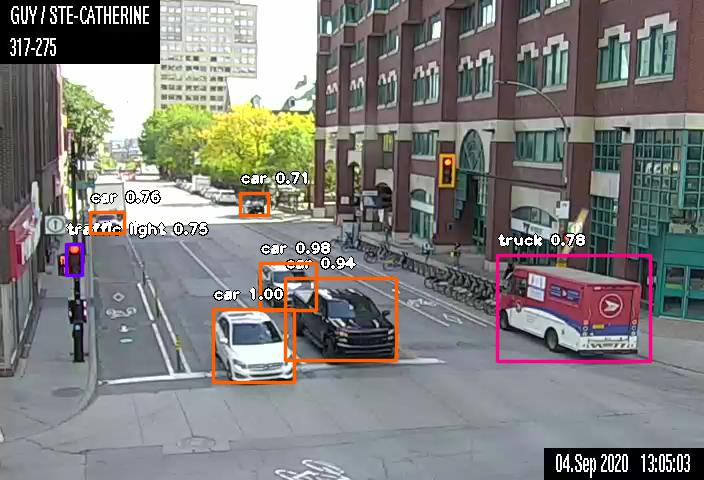 GUY / STE-CATHERINE
317-275
car 0.71
car 0.76
traffic light 0.75
truck 0.78
car 0.98
car 0.94
car 1.00
04.Sep 2020 13:05:03